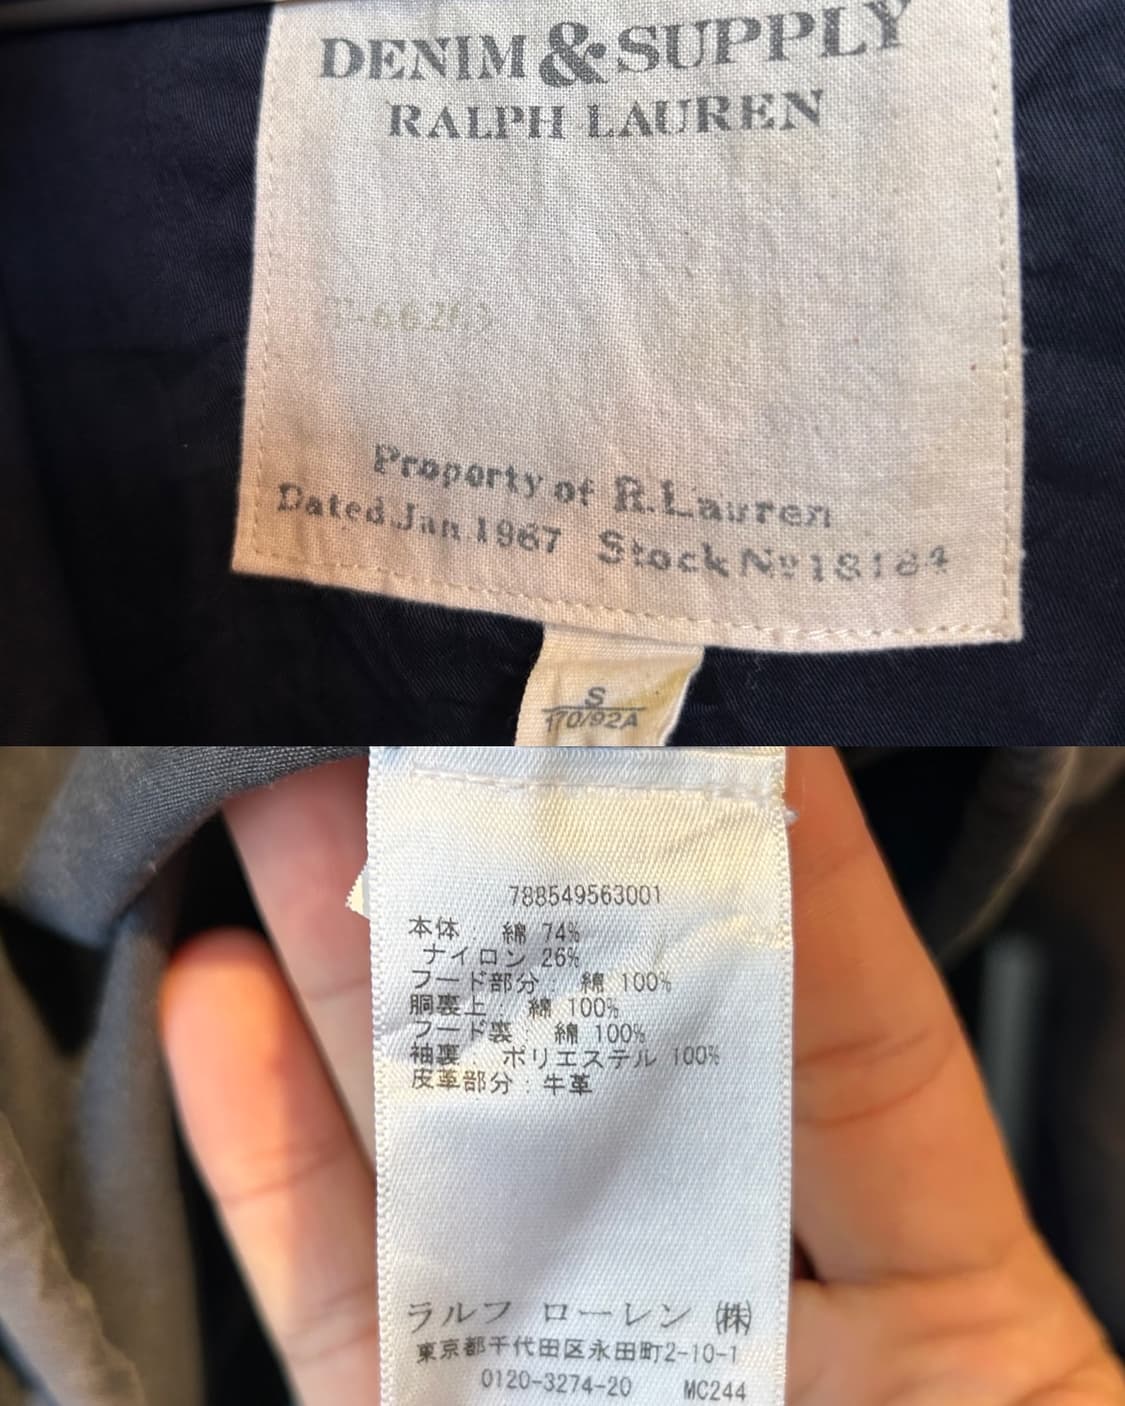 DENIM & SUPPLY
RALPH LAUREN
Property of R.Lauren
Dated Jan 1967 Stock No 18184
S
170/92A
788549563001
本体 : 綿 74%
ナイロン 26%
フード部分 : 綿 100%
胴裏上 綿 100%
フード裏 : 綿 100%
袖裏 : ポリエステル 100%
皮革部分 : 牛革
ラルフ ローレン ㈱
東京都千代田区永田町2-10-1
0120-3274-20 MC244